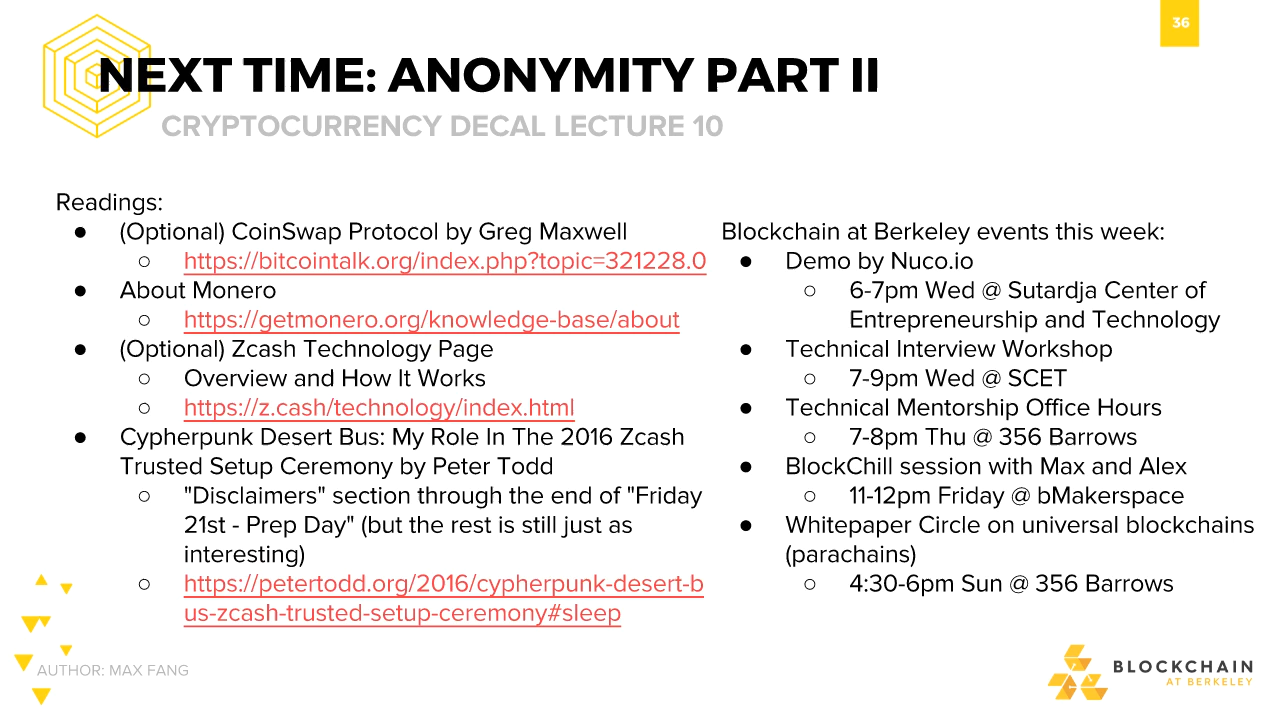 36
NEXT TIME: ANONYMITY PART II
CRYPTOCURRENCY DECAL LECTURE 10
Readings:
● (Optional) CoinSwap Protocol by Greg Maxwell
○ https://bitcointalk.org/index.php?topic=321228.0
● About Monero
○ https://getmonero.org/knowledge-base/about
● (Optional) Zcash Technology Page
○ Overview and How It Works
○ https://z.cash/technology/index.html
● Cypherpunk Desert Bus: My Role In The 2016 Zcash
Trusted Setup Ceremony by Peter Todd
○ "Disclaimers" section through the end of "Friday
21st - Prep Day" (but the rest is still just as
interesting)
○ https://petertodd.org/2016/cypherpunk-desert-b
us-zcash-trusted-setup-ceremony#sleep
Blockchain at Berkeley events this week:
● Demo by Nuco.io
○ 6-7pm Wed @ Sutardja Center of
Entrepreneurship and Technology
● Technical Interview Workshop
○ 7-9pm Wed @ SCET
● Technical Mentorship Office Hours
○ 7-8pm Thu @ 356 Barrows
● BlockChill session with Max and Alex
○ 11-12pm Friday @ bMakerspace
● Whitepaper Circle on universal blockchains
(parachains)
○ 4:30-6pm Sun @ 356 Barrows
AUTHOR: MAX FANG
BLOCKCHAIN
AT BERKELEY